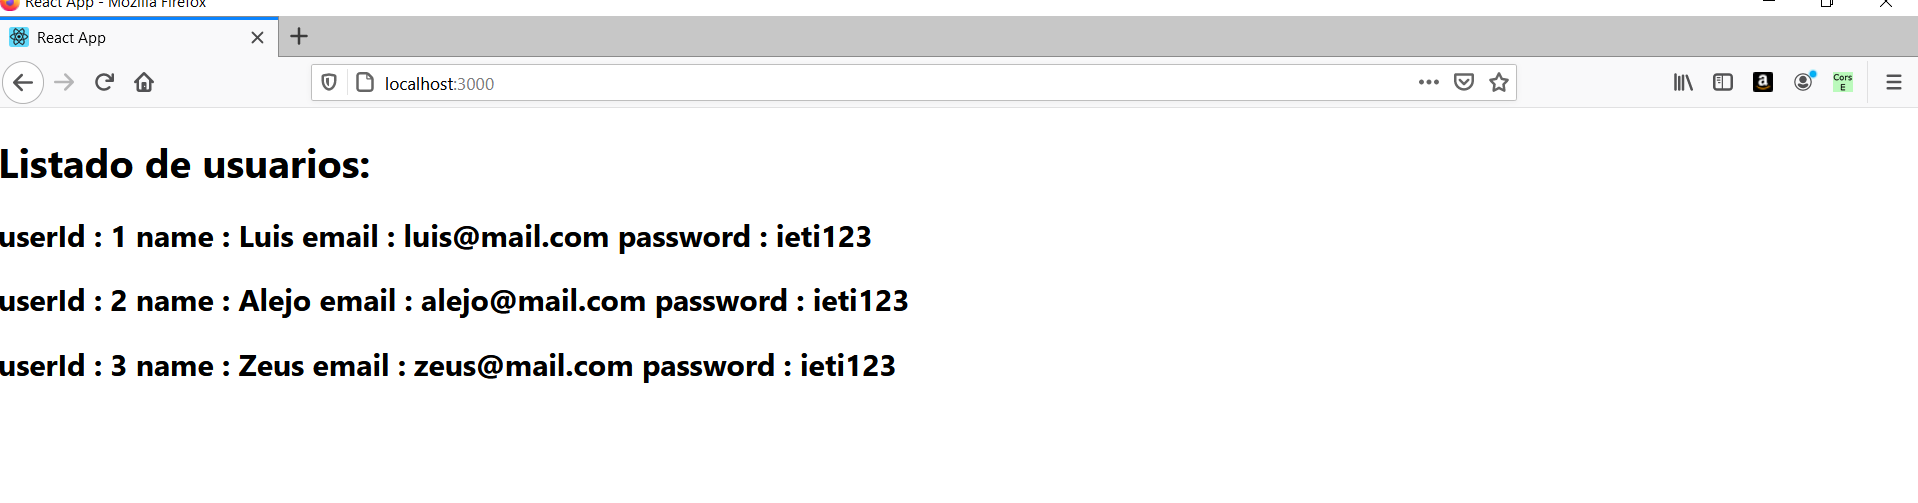 React App - Mozilla Firefox
React App
localhost:3000
Cors
E
Listado de usuarios:
userId : 1 name : Luis email : luis@mail.com password : ieti123
userId : 2 name : Alejo email : alejo@mail.com password : ieti123
userId : 3 name : Zeus email : zeus@mail.com password : ieti123